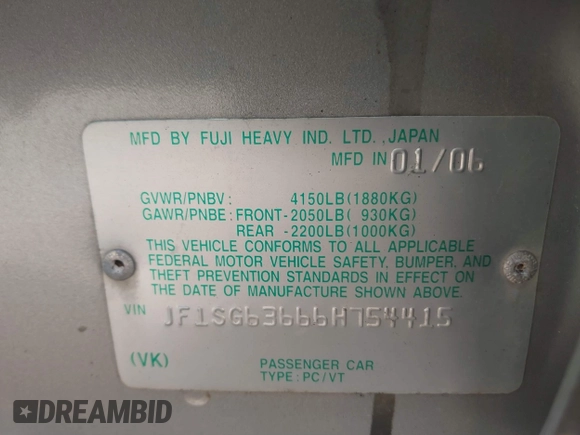 MFD BY FUJI HEAVY IND. LTD., JAPAN
MFD IN 01/06
GVWR/PNBV: 4150LB(1880KG)
GAWR/PNBE: FRONT-2050LB( 930KG)
REAR -2200LB(1000KG)
THIS VEHICLE CONFORMS TO ALL APPLICABLE
FEDERAL MOTOR VEHICLE SAFETY, BUMPER, AND
THEFT PREVENTION STANDARDS IN EFFECT ON
THE DATE OF MANUFACTURE SHOWN ABOVE.
VIN JF1SG63666H754415
(VK) PASSENGER CAR
TYPE: PC/VT
DREAMBID